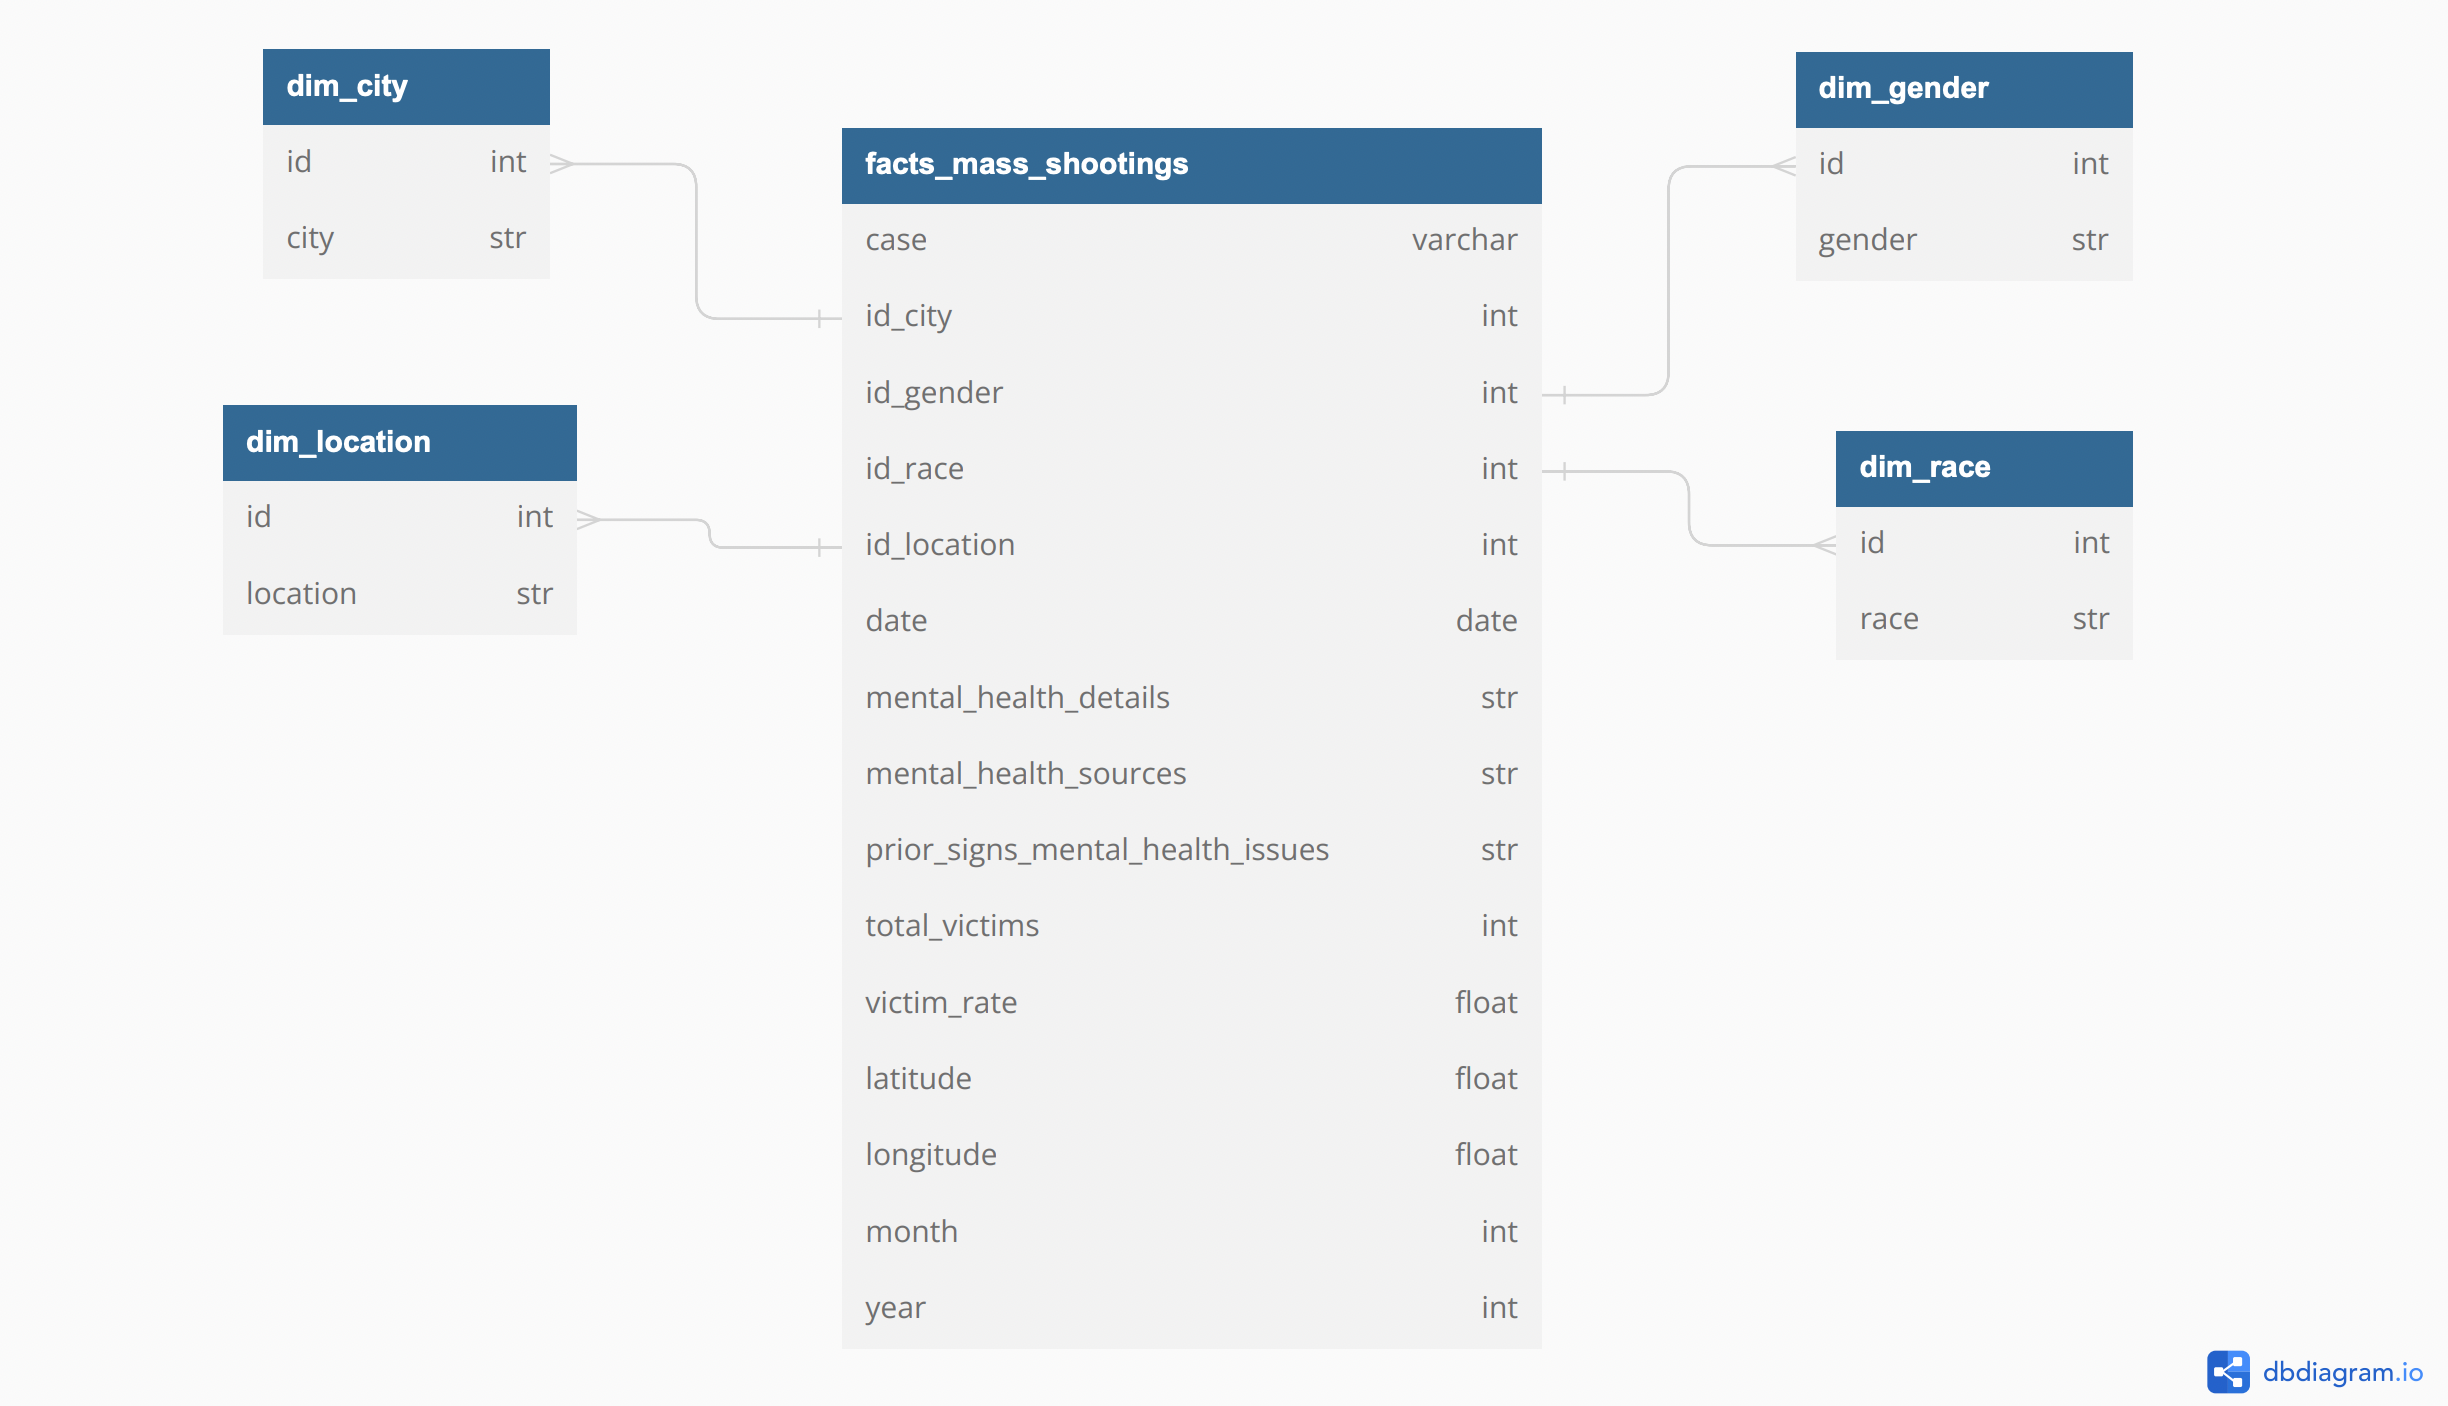 dim_city
id int
city str
dim_location
id int
location str
facts_mass_shootings
case varchar
id_city int
id_gender int
id_race int
id_location int
date date
mental_health_details str
mental_health_sources str
prior_signs_mental_health_issues str
total_victims int
victim_rate float
latitude float
longitude float
month int
year int
dim_gender
id int
gender str
dim_race
id int
race str
dbdiagram.io